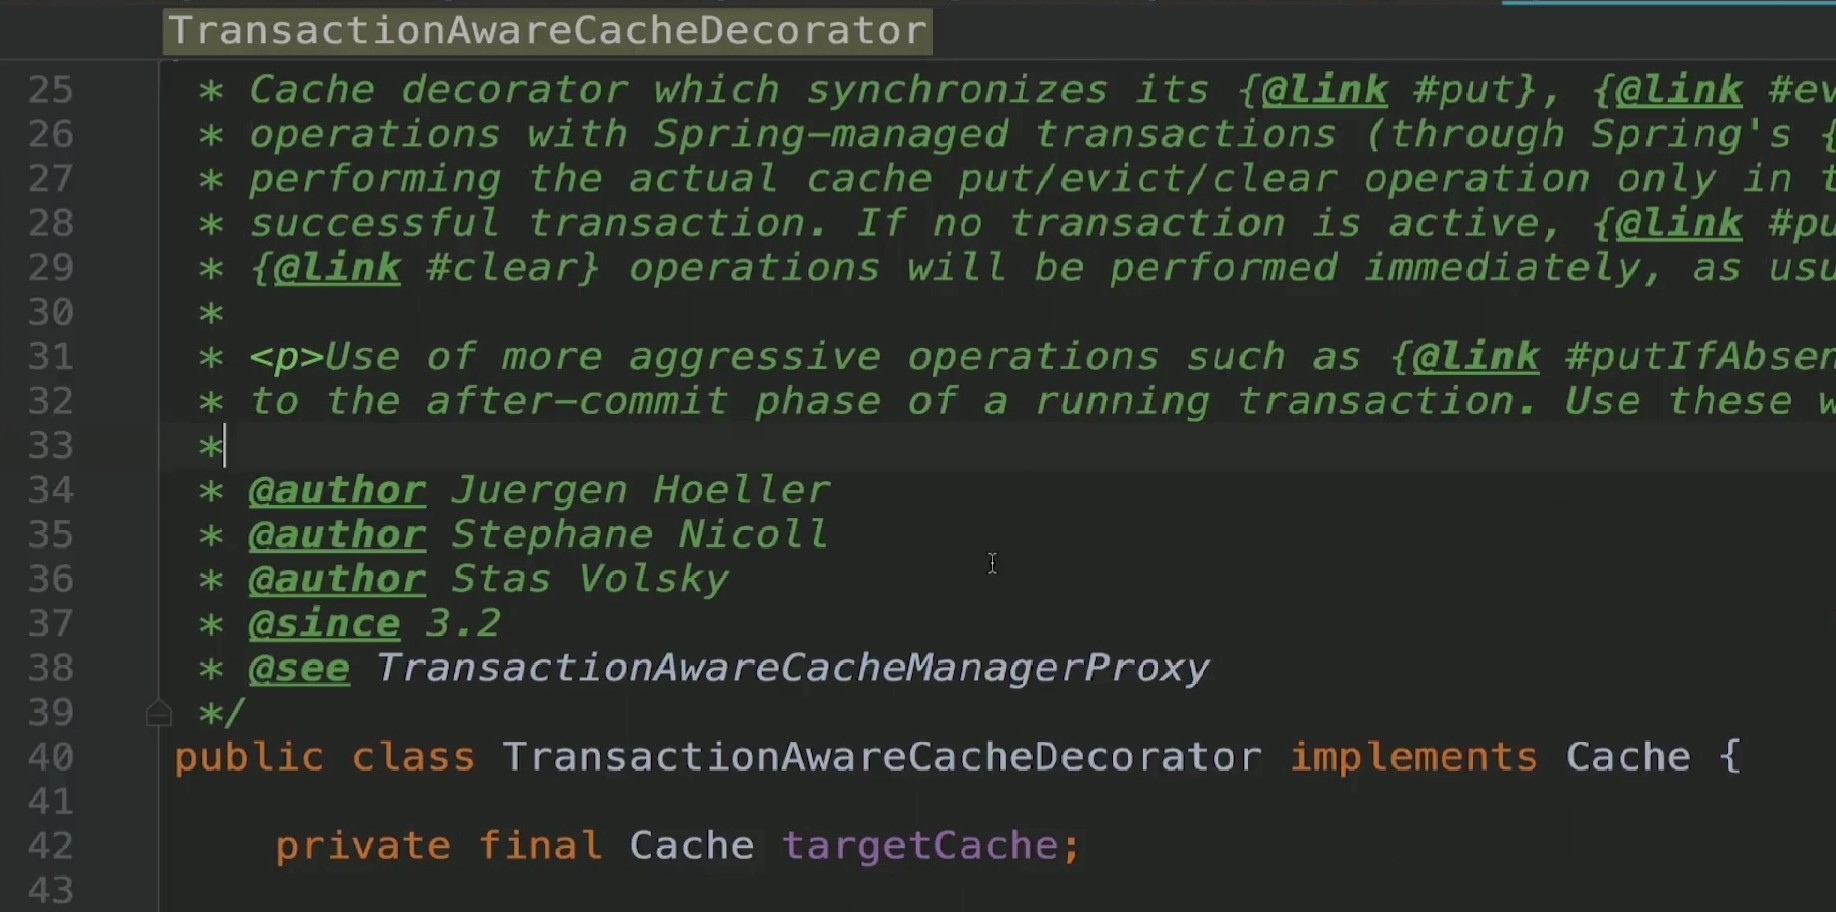 TransactionAwareCacheDecorator
25 * Cache decorator which synchronizes its {@link #put}, {@link
26 * operations with Spring-managed transactions (through Spring's {
27 * performing the actual cache put/evict/clear operation only in
28 * successful transaction. If no transaction is active, {@link
29 * {@link #clear} operations will be performed immediately, as
30 *
31 * <p>Use of more aggressive operations such as {@link
32 * to the after-commit phase of a running transaction. Use these
33 *
34 * @author Juergen Hoeller
35 * @author Stephane Nicoll
36 * @author Stas Volsky
37 * @since 3.2
38 * @see TransactionAwareCacheManagerProxy
39 */
40 public class TransactionAwareCacheDecorator implements Cache {
41
42 private final Cache targetCache;
43